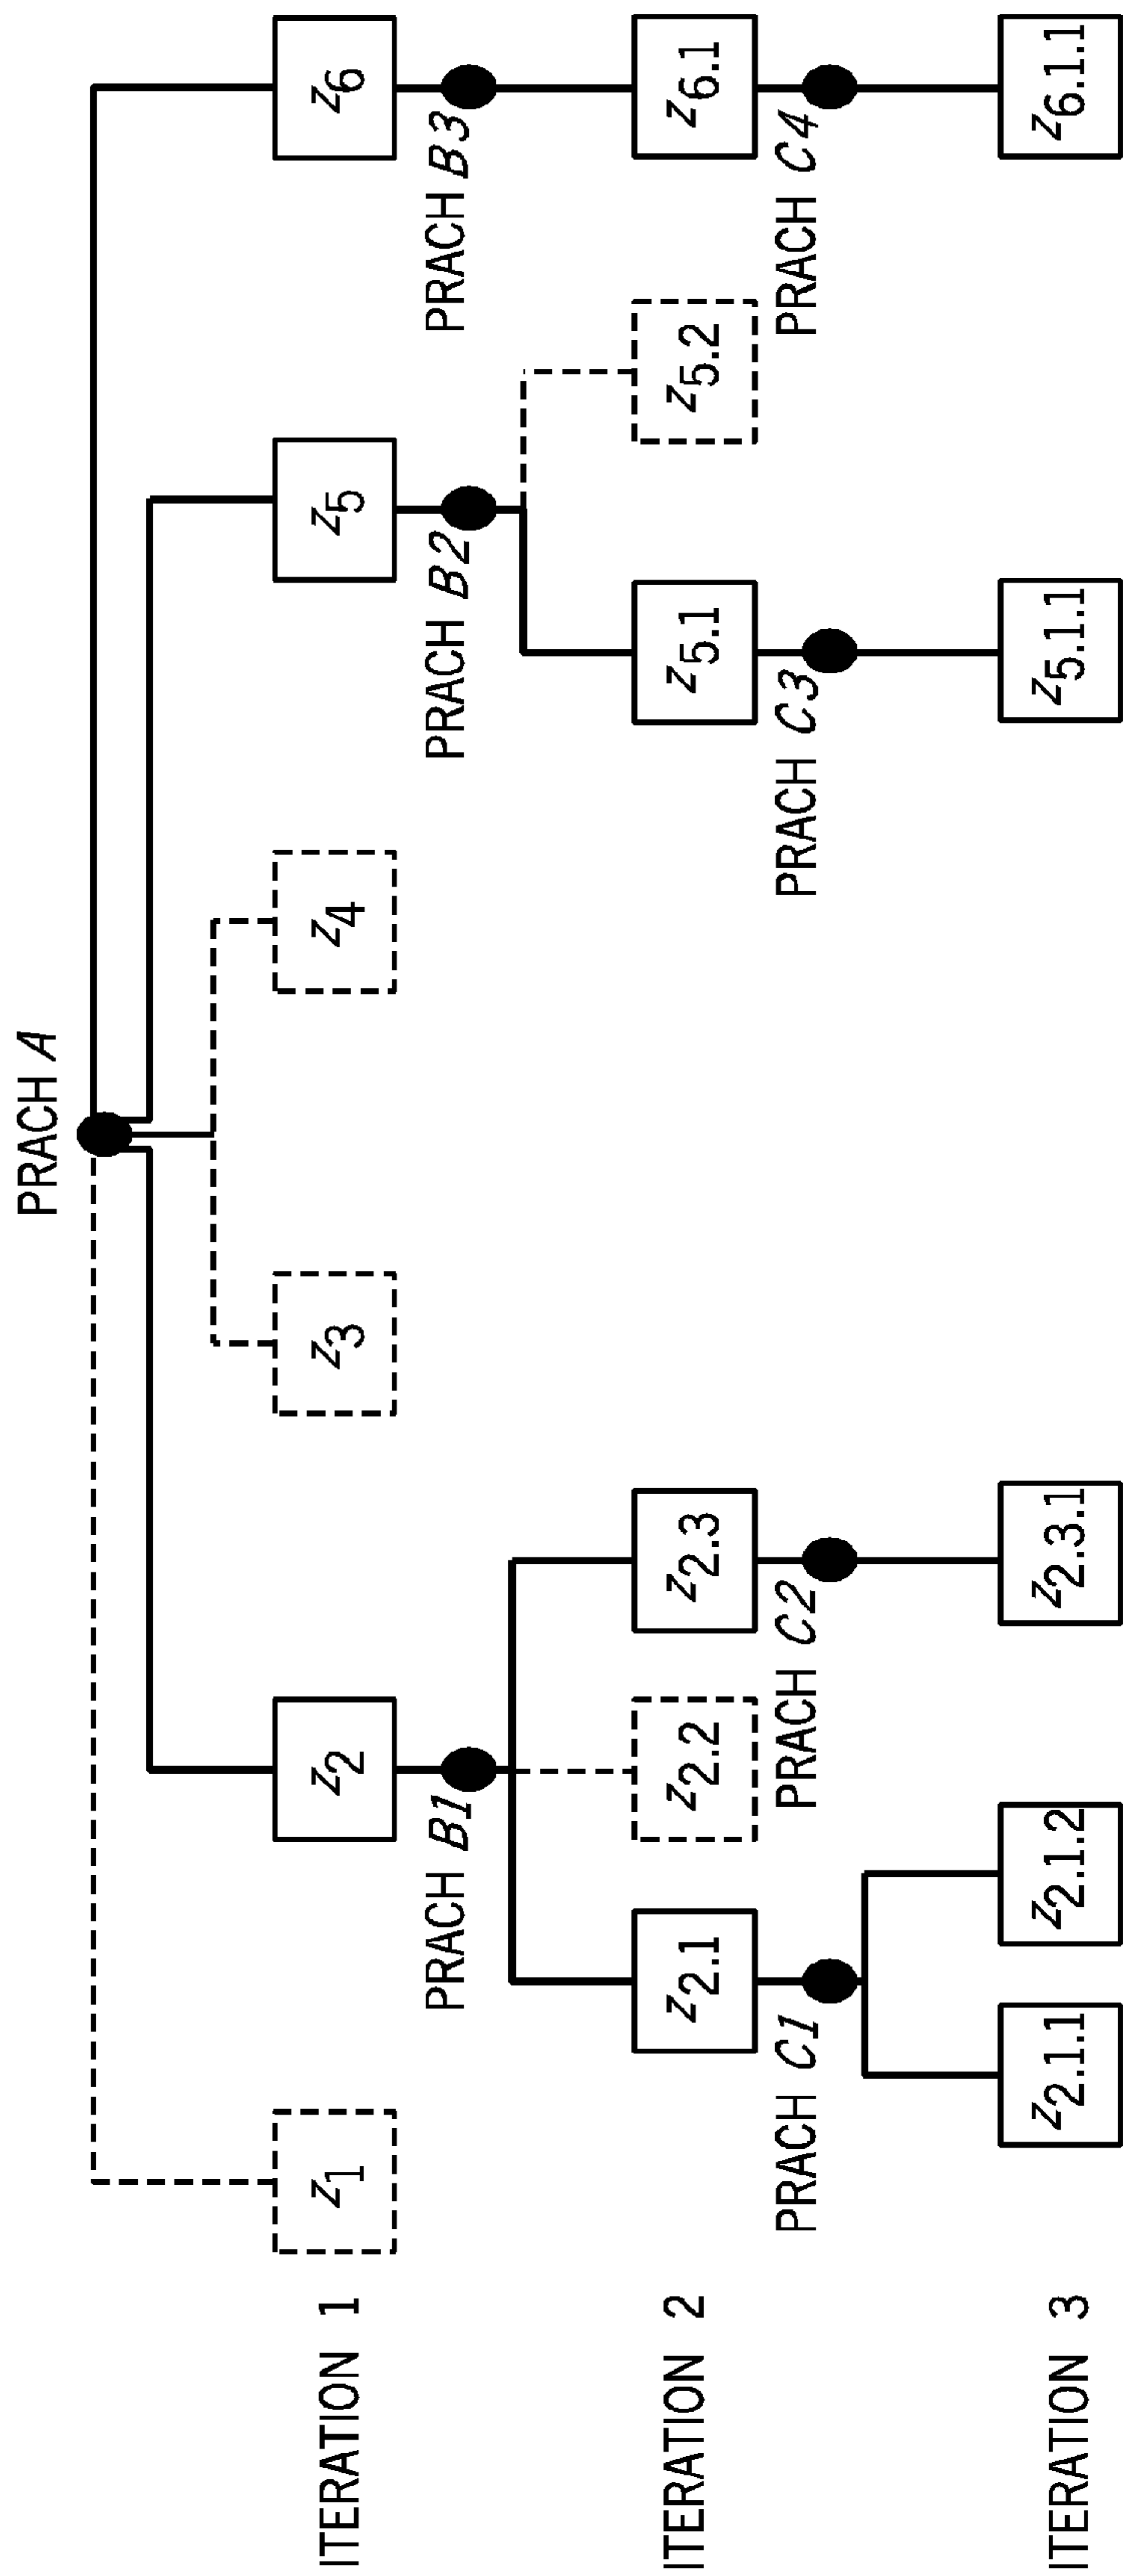 PRACH A
ITERATION 1
z1
z2
z3
z4
z5
z6
PRACH B1
PRACH B2
PRACH B3
ITERATION 2
z2.1
z2.2
z2.3
z5.1
z5.2
z6.1
PRACH C1
PRACH C2
PRACH C3
PRACH C4
ITERATION 3
z2.1.1
z2.1.2
z2.3.1
z5.1.1
z6.1.1